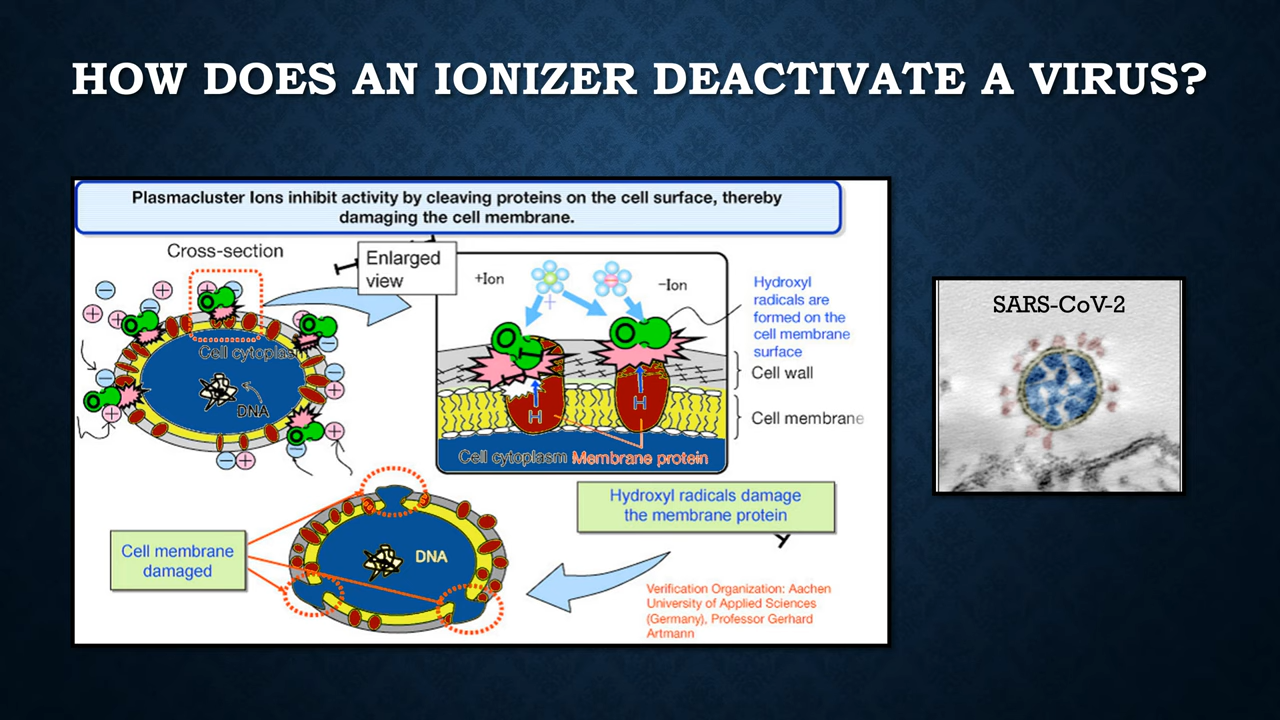 HOW DOES AN IONIZER DEACTIVATE A VIRUS?
Plasmacluster Ions inhibit activity by cleaving proteins on the cell surface, thereby
damaging the cell membrane.
Cross-section
Enlarged
view
+Ion
−Ion
Hydroxyl
radicals are
formed on the
cell membrane
surface
Cell wall
Cell membrane
Cell cytoplasm
DNA
H
H
Cell cytoplasm
Membrane protein
Hydroxyl radicals damage
the membrane protein
Cell membrane
damaged
DNA
Verification Organization: Aachen
University of Applied Sciences
(Germany), Professor Gerhard
Artmann
SARS-CoV-2